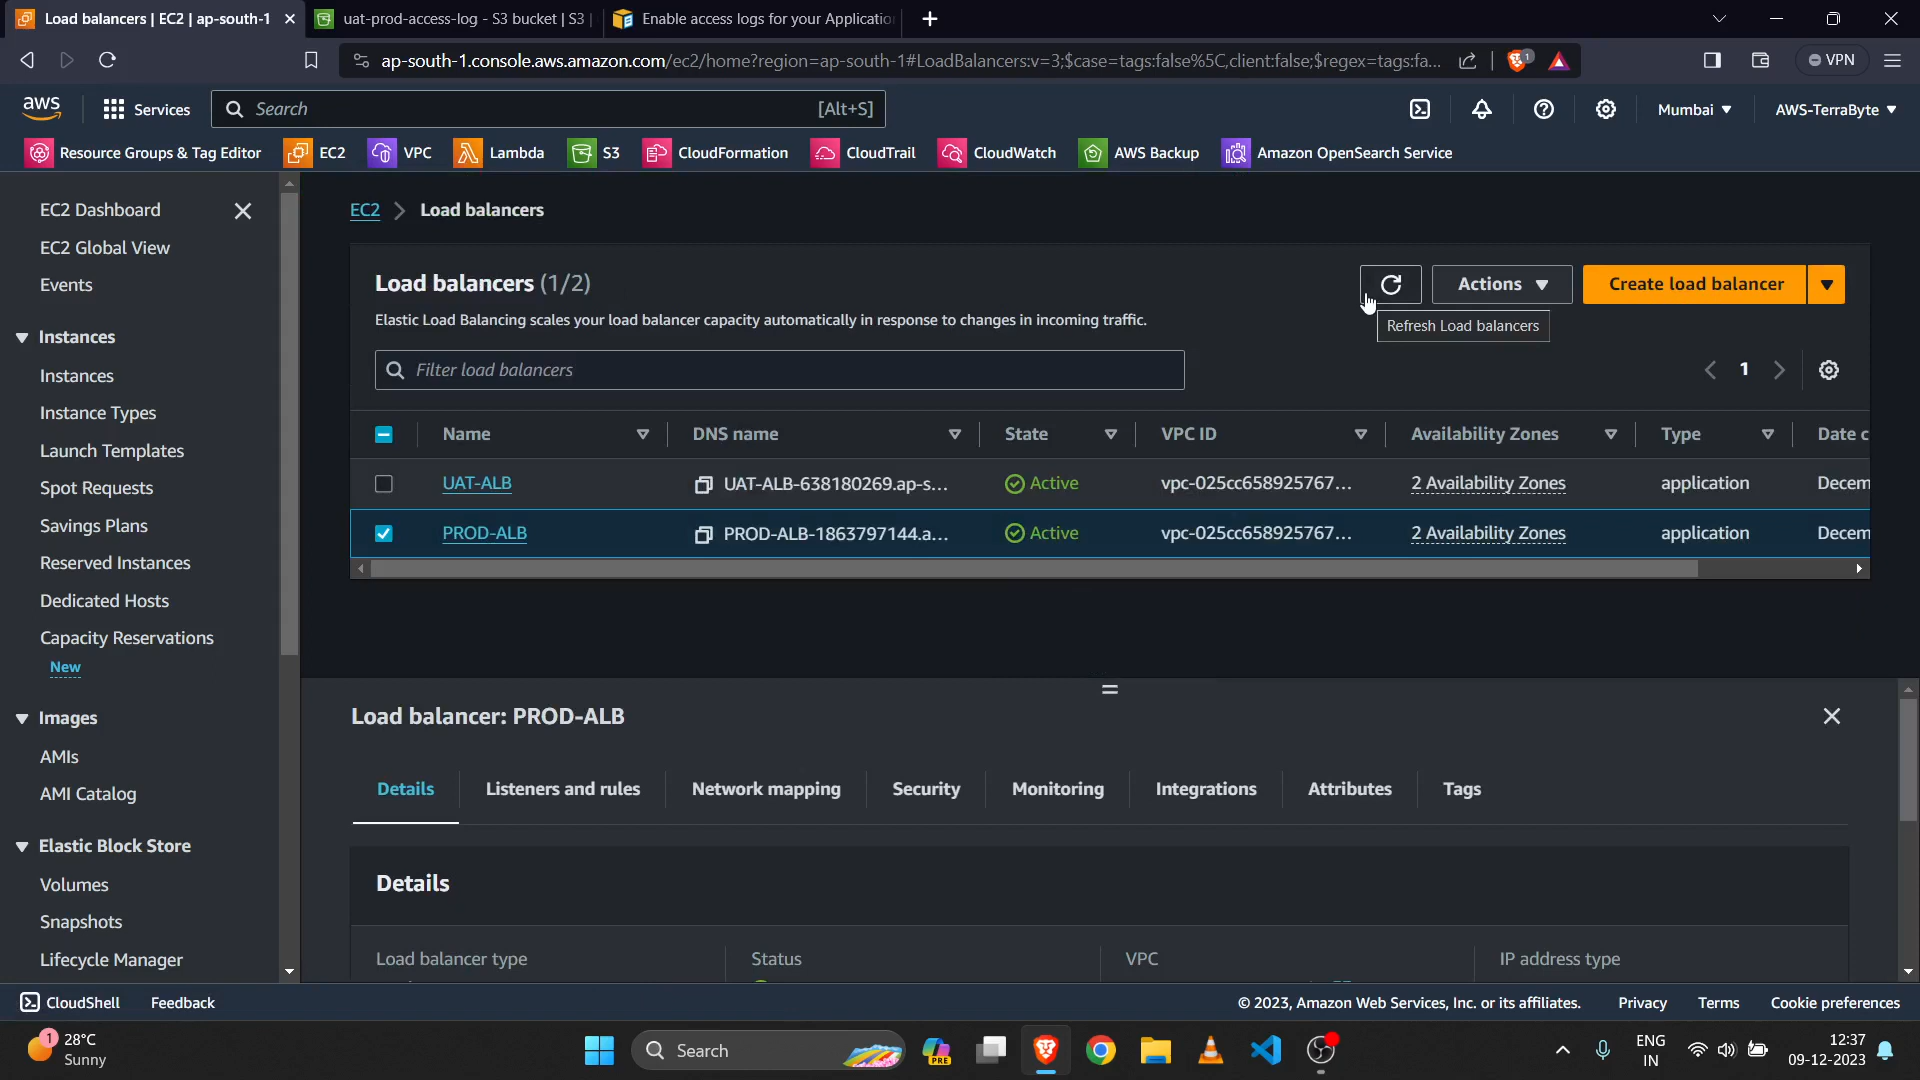 Load balancers | EC2 | ap-south-1
uat-prod-access-log - S3 bucket | S3 |
Enable access logs for your Applicatio
ap-south-1.console.aws.amazon.com/ec2/home?region=ap-south-1#LoadBalancers:v=3;$case=tags:false%5C,client:false;$regex=tags:fa...
1
VPN
aws
Services
Search
[Alt+S]
Mumbai
AWS-TerraByte
Resource Groups & Tag Editor
EC2
VPC
Lambda
S3
CloudFormation
CloudTrail
CloudWatch
AWS Backup
Amazon OpenSearch Service
EC2 Dashboard
EC2 Global View
Events
Instances
Instances
Instance Types
Launch Templates
Spot Requests
Savings Plans
Reserved Instances
Dedicated Hosts
Capacity Reservations
New
Images
AMIs
AMI Catalog
Elastic Block Store
Volumes
Snapshots
Lifecycle Manager
EC2 > Load balancers
Load balancers (1/2)
Actions
Create load balancer
Elastic Load Balancing scales your load balancer capacity automatically in response to changes in incoming traffic.
Refresh Load balancers
Filter load balancers
1
Name DNS name State VPC ID Availability Zones Type Date c
UAT-ALB UAT-ALB-638180269.ap-s... Active vpc-025cc658925767... 2 Availability Zones application Decem
PROD-ALB PROD-ALB-1863797144.a... Active vpc-025cc658925767... 2 Availability Zones application Decem
Load balancer: PROD-ALB
Details Listeners and rules Network mapping Security Monitoring Integrations Attributes Tags
Details
Load balancer type Status VPC IP address type
CloudShell Feedback
© 2023, Amazon Web Services, Inc. or its affiliates. Privacy Terms Cookie preferences
1
28°C
Sunny
Search
PRE
ENG
IN
12:37
09-12-2023